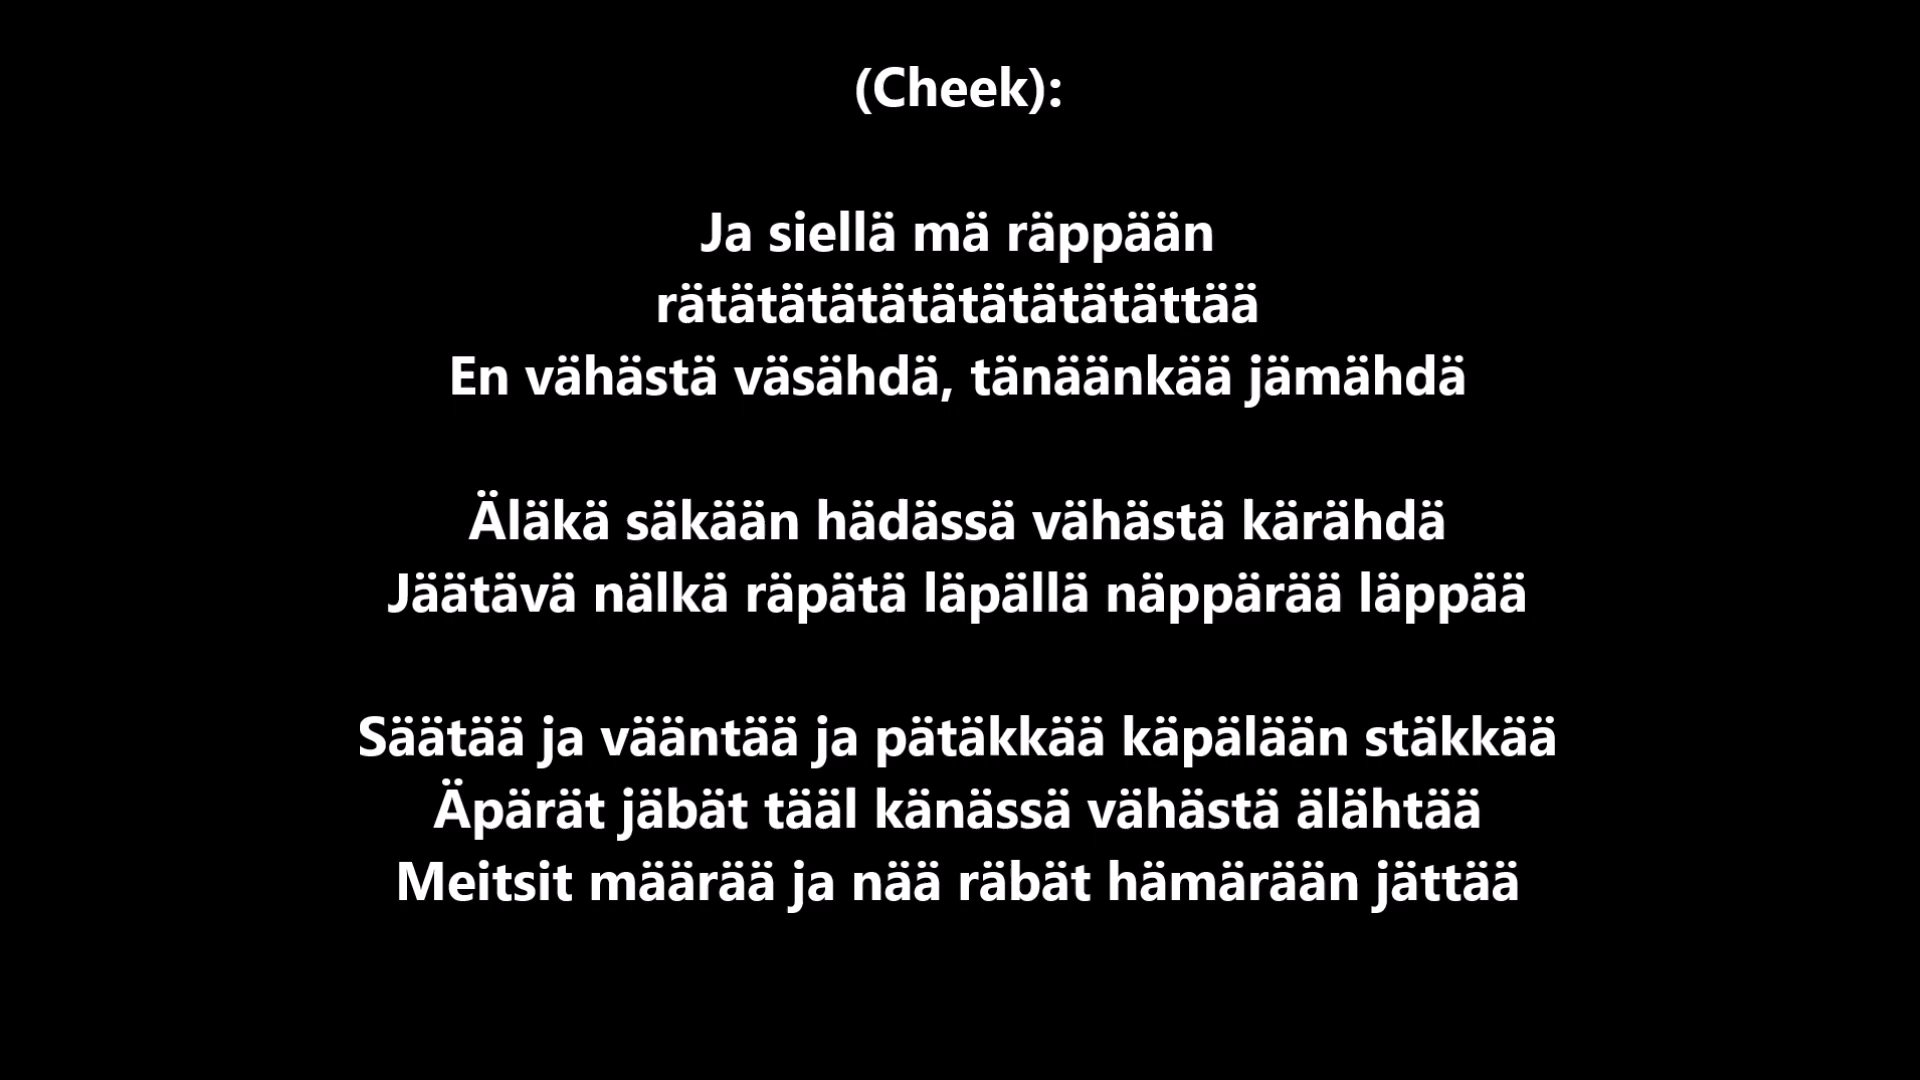 (Cheek):
Ja siellä mä räppään
rätätätätätätätätätättää
En vähästä väsähdä, tänäänkää jämähdä
Äläkä säkään hädässä vähästä kärähdä
Jäätävä nälkä räpätä läpällä näppärää läppää
Säätää ja vääntää ja pätäkkää käpälään stäkkää
Äpärät jäbät tääl känässä vähästä älähtää
Meitsit määrää ja nää räbät hämärään jättää